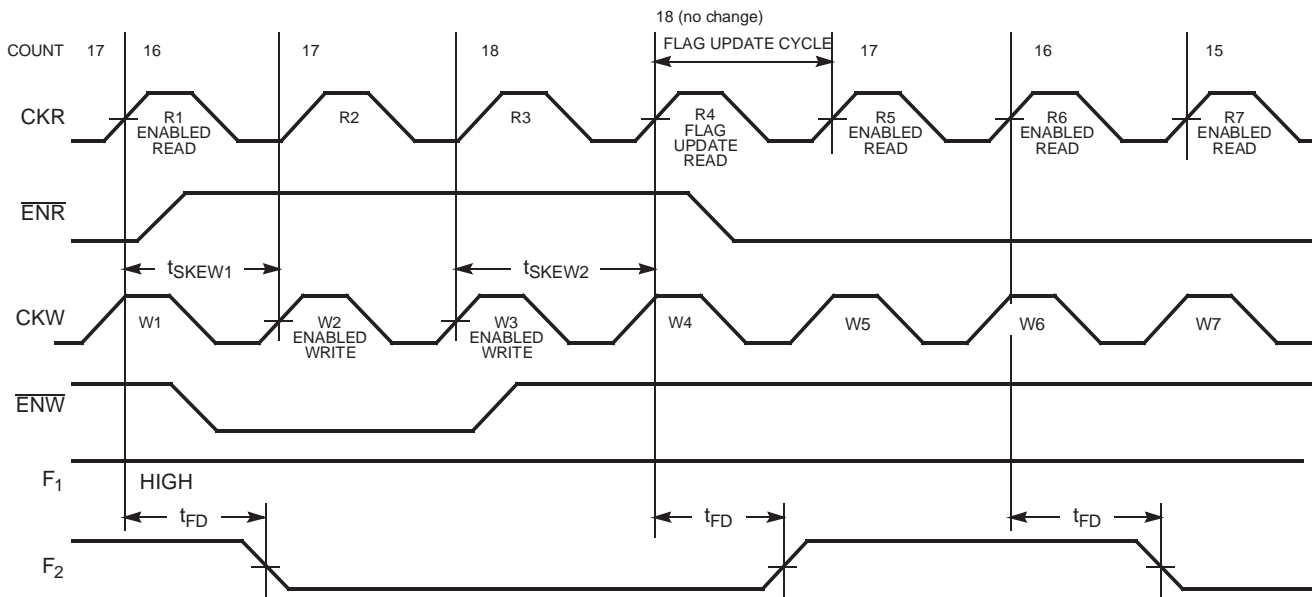 18 (no change)
COUNT 17 16 17 18 FLAG UPDATE CYCLE 17 16 15
CKR
R1
ENABLED
READ
R2
R3
R4
FLAG
UPDATE
READ
R5
ENABLED
READ
R6
ENABLED
READ
R7
ENABLED
READ
ENR
tSKEW1
tSKEW2
CKW
W1
W2
ENABLED
WRITE
W3
ENABLED
WRITE
W4
W5
W6
W7
ENW
F1
HIGH
tFD
tFD
tFD
F2